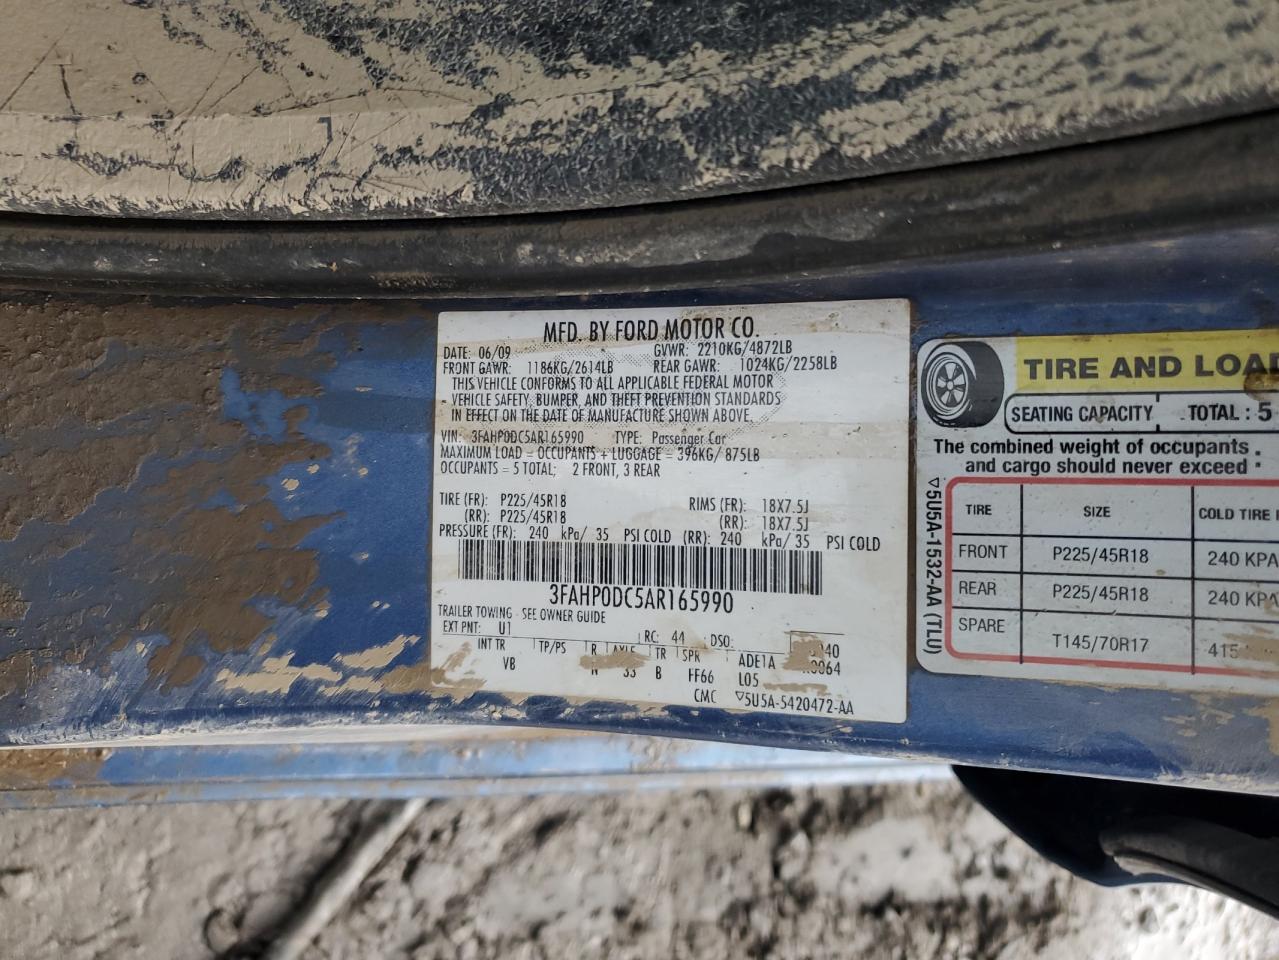 MFD. BY FORD MOTOR CO.
DATE: 06/09 GVWR: 2210KG/4872LB
FRONT GAWR: 1186KG/2614LB REAR GAWR: 1024KG/2258LB
THIS VEHICLE CONFORMS TO ALL APPLICABLE FEDERAL MOTOR
VEHICLE SAFETY, BUMPER, AND THEFT PREVENTION STANDARDS
IN EFFECT ON THE DATE OF MANUFACTURE SHOWN ABOVE.
VIN: 3FAHP0DC5AR165990 TYPE: Passenger Car
MAXIMUM LOAD = OCCUPANTS + LUGGAGE = 396KG/ 875LB
OCCUPANTS = 5 TOTAL; 2 FRONT, 3 REAR
TIRE (FR): P225/45R18 RIMS (FR): 18X7.5J
(RR): P225/45R18 (RR): 18X7.5J
PRESSURE (FR): 240 kPa/ 35 PSI COLD (RR): 240 kPa/ 35 PSI COLD
3FAHP0DC5AR165990
TRAILER TOWING - SEE OWNER GUIDE
EXT PNT: U1 RC: 44 DSO:
INT TR TP/PS R AXLE TR SPR ADE1A
VB N 33 B FF66 L05
CMC ▽5U5A-5420472-AA
TIRE AND LOA
SEATING CAPACITY TOTAL : 5
The combined weight of occupants
and cargo should never exceed
TIRE SIZE COLD TIRE
FRONT P225/45R18 240 KPA
REAR P225/45R18 240 KPA
SPARE T145/70R17 415
▽5U5A-1532-AA (TLU)